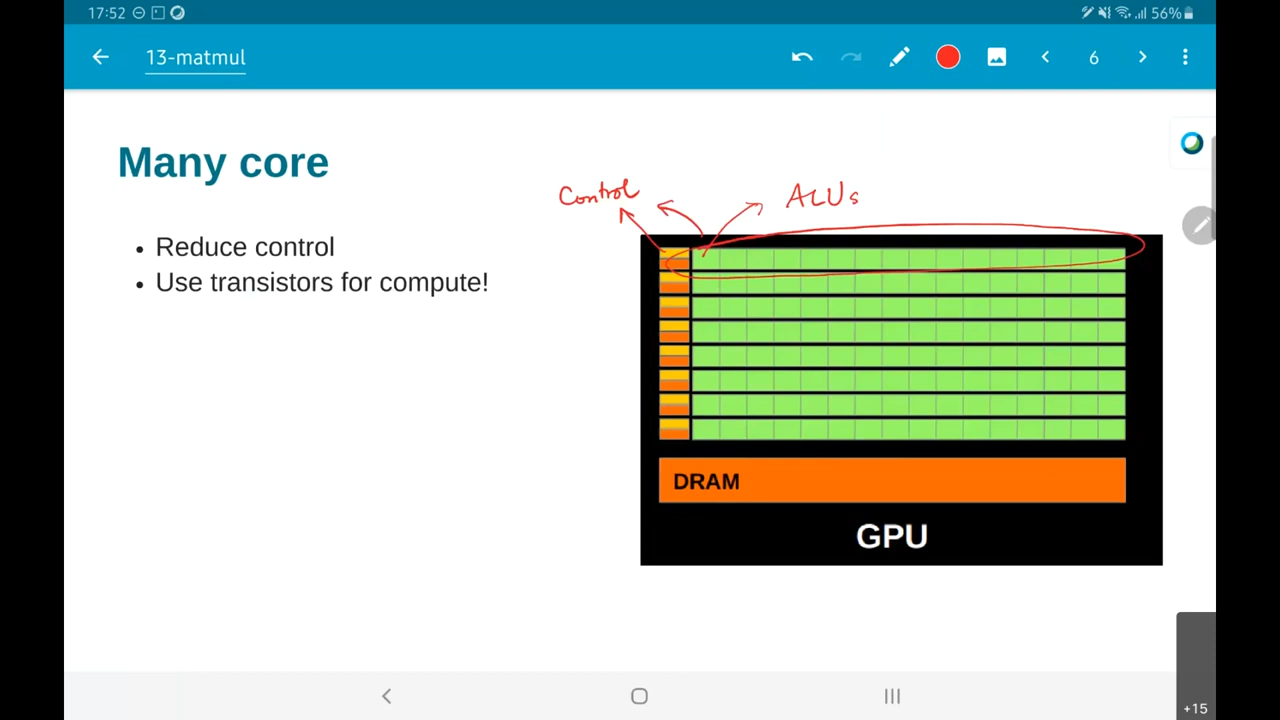 17:52 56%
13-matmul 6
Many core
Control ALUs
Reduce control
Use transistors for compute!
DRAM
GPU
+15